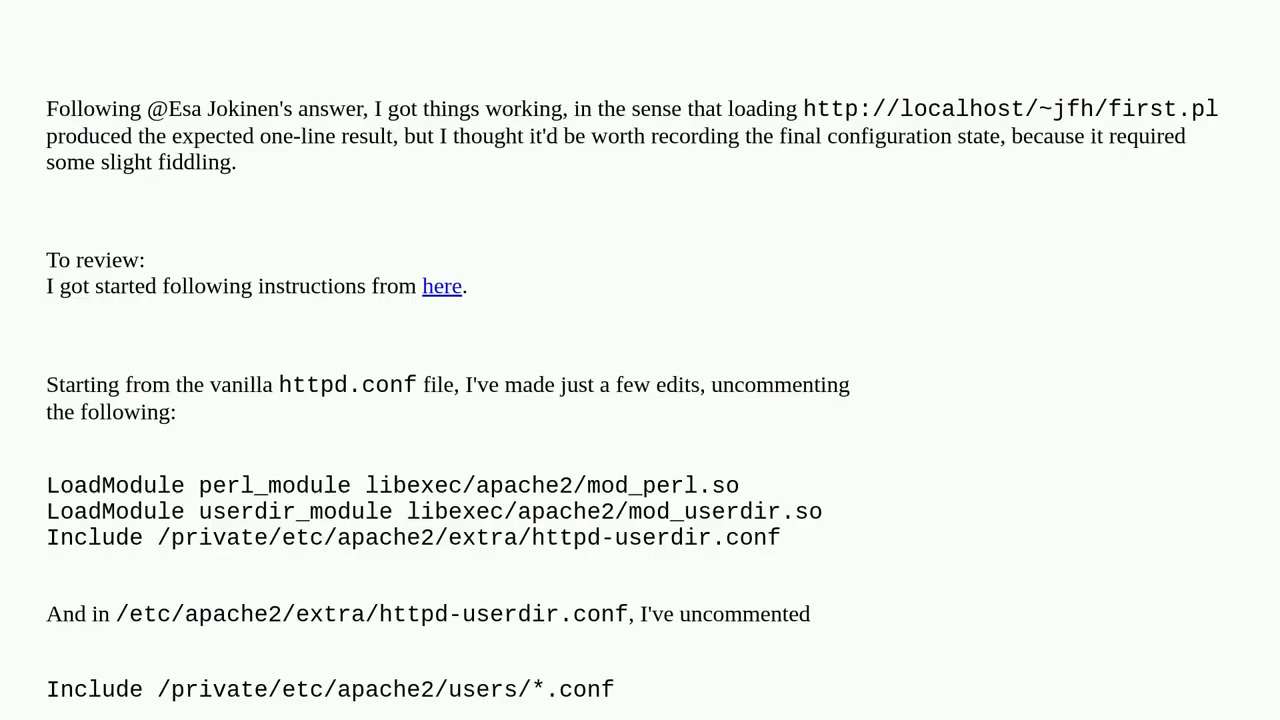 Following @Esa Jokinen's answer, I got things working, in the sense that loading http://localhost/~jfh/first.pl
produced the expected one-line result, but I thought it'd be worth recording the final configuration state, because it required
some slight fiddling.
To review:
I got started following instructions from here.
Starting from the vanilla httpd.conf file, I've made just a few edits, uncommenting
the following:
LoadModule perl_module libexec/apache2/mod_perl.so
LoadModule userdir_module libexec/apache2/mod_userdir.so
Include /private/etc/apache2/extra/httpd-userdir.conf
And in /etc/apache2/extra/httpd-userdir.conf, I've uncommented
Include /private/etc/apache2/users/*.conf